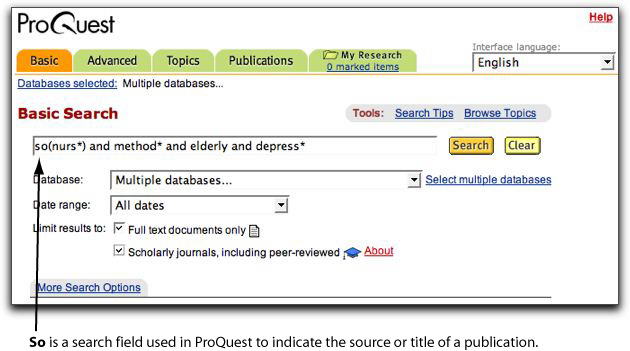 ProQuest
Help
Interface language:
English
Basic
Advanced
Topics
Publications
My Research
0 marked items
Databases selected: Multiple databases...
Basic Search
Tools: Search Tips Browse Topics
so(nurs*) and method* and elderly and depress*
Search
Clear
Database: Multiple databases... Select multiple databases
Date range: All dates
Limit results to: Full text documents only
Scholarly journals, including peer-reviewed About
More Search Options
So is a search field used in ProQuest to indicate the source or title of a publication.